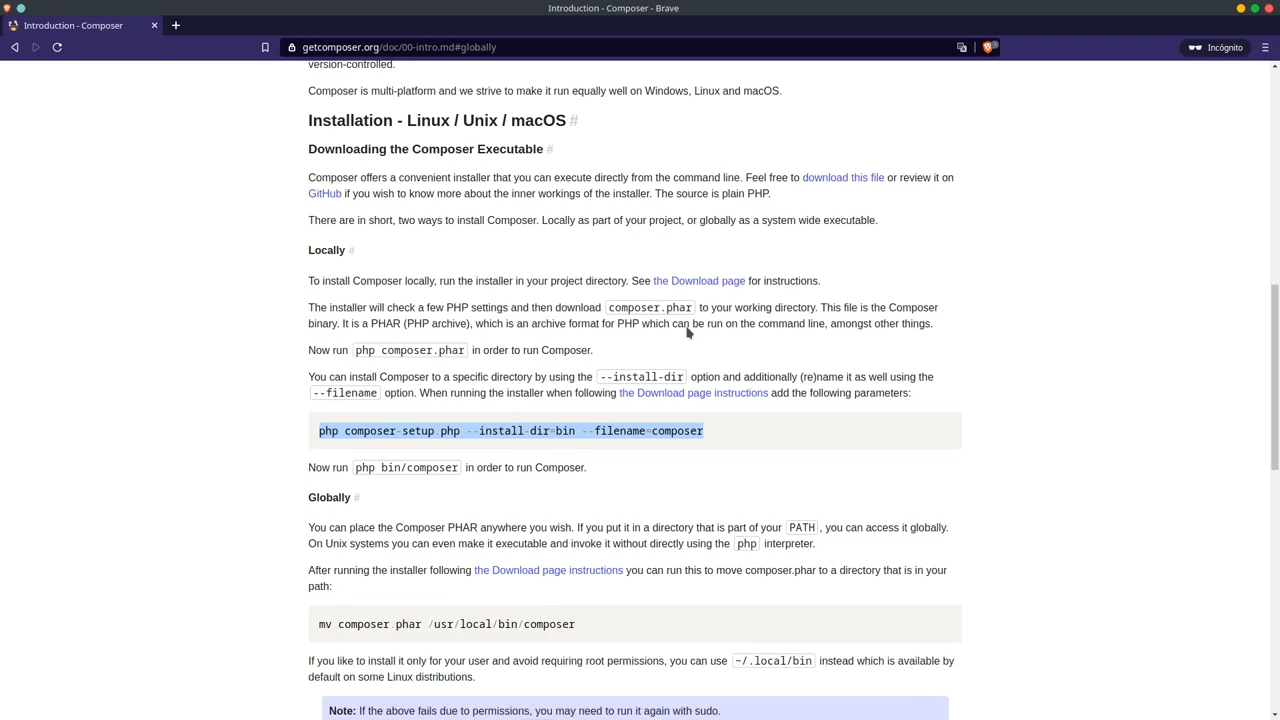 Introduction - Composer - Brave
Introduction - Composer
getcomposer.org/doc/00-intro.md#globally
Incógnito
version-controlled.
Composer is multi-platform and we strive to make it run equally well on Windows, Linux and macOS.
Installation - Linux / Unix / macOS #
Downloading the Composer Executable #
Composer offers a convenient installer that you can execute directly from the command line. Feel free to download this file or review it on
GitHub if you wish to know more about the inner workings of the installer. The source is plain PHP.
There are in short, two ways to install Composer. Locally as part of your project, or globally as a system wide executable.
Locally #
To install Composer locally, run the installer in your project directory. See the Download page for instructions.
The installer will check a few PHP settings and then download composer.phar to your working directory. This file is the Composer
binary. It is a PHAR (PHP archive), which is an archive format for PHP which can be run on the command line, amongst other things.
Now run php composer.phar in order to run Composer.
You can install Composer to a specific directory by using the --install-dir option and additionally (re)name it as well using the
--filename option. When running the installer when following the Download page instructions add the following parameters:
php composer-setup.php --install-dir=bin --filename=composer
Now run php bin/composer in order to run Composer.
Globally #
You can place the Composer PHAR anywhere you wish. If you put it in a directory that is part of your PATH, you can access it globally.
On Unix systems you can even make it executable and invoke it without directly using the php interpreter.
After running the installer following the Download page instructions you can run this to move composer.phar to a directory that is in your
path:
mv composer.phar /usr/local/bin/composer
If you like to install it only for your user and avoid requiring root permissions, you can use ~/.local/bin instead which is available by
default on some Linux distributions.
Note: If the above fails due to permissions, you may need to run it again with sudo.